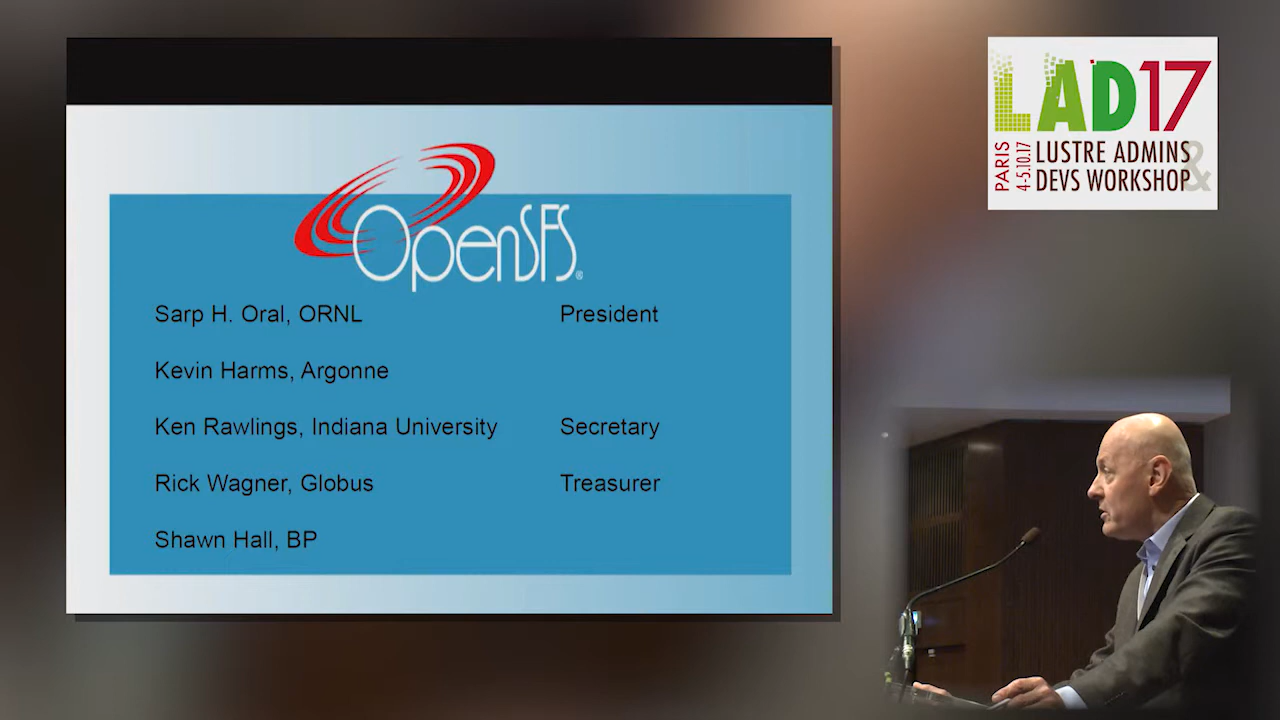 OpenSFS®
Sarp H. Oral, ORNL President
Kevin Harms, Argonne
Ken Rawlings, Indiana University Secretary
Rick Wagner, Globus Treasurer
Shawn Hall, BP
LAD17
PARIS
4-5.10.17
LUSTRE ADMINS &
DEVS WORKSHOP